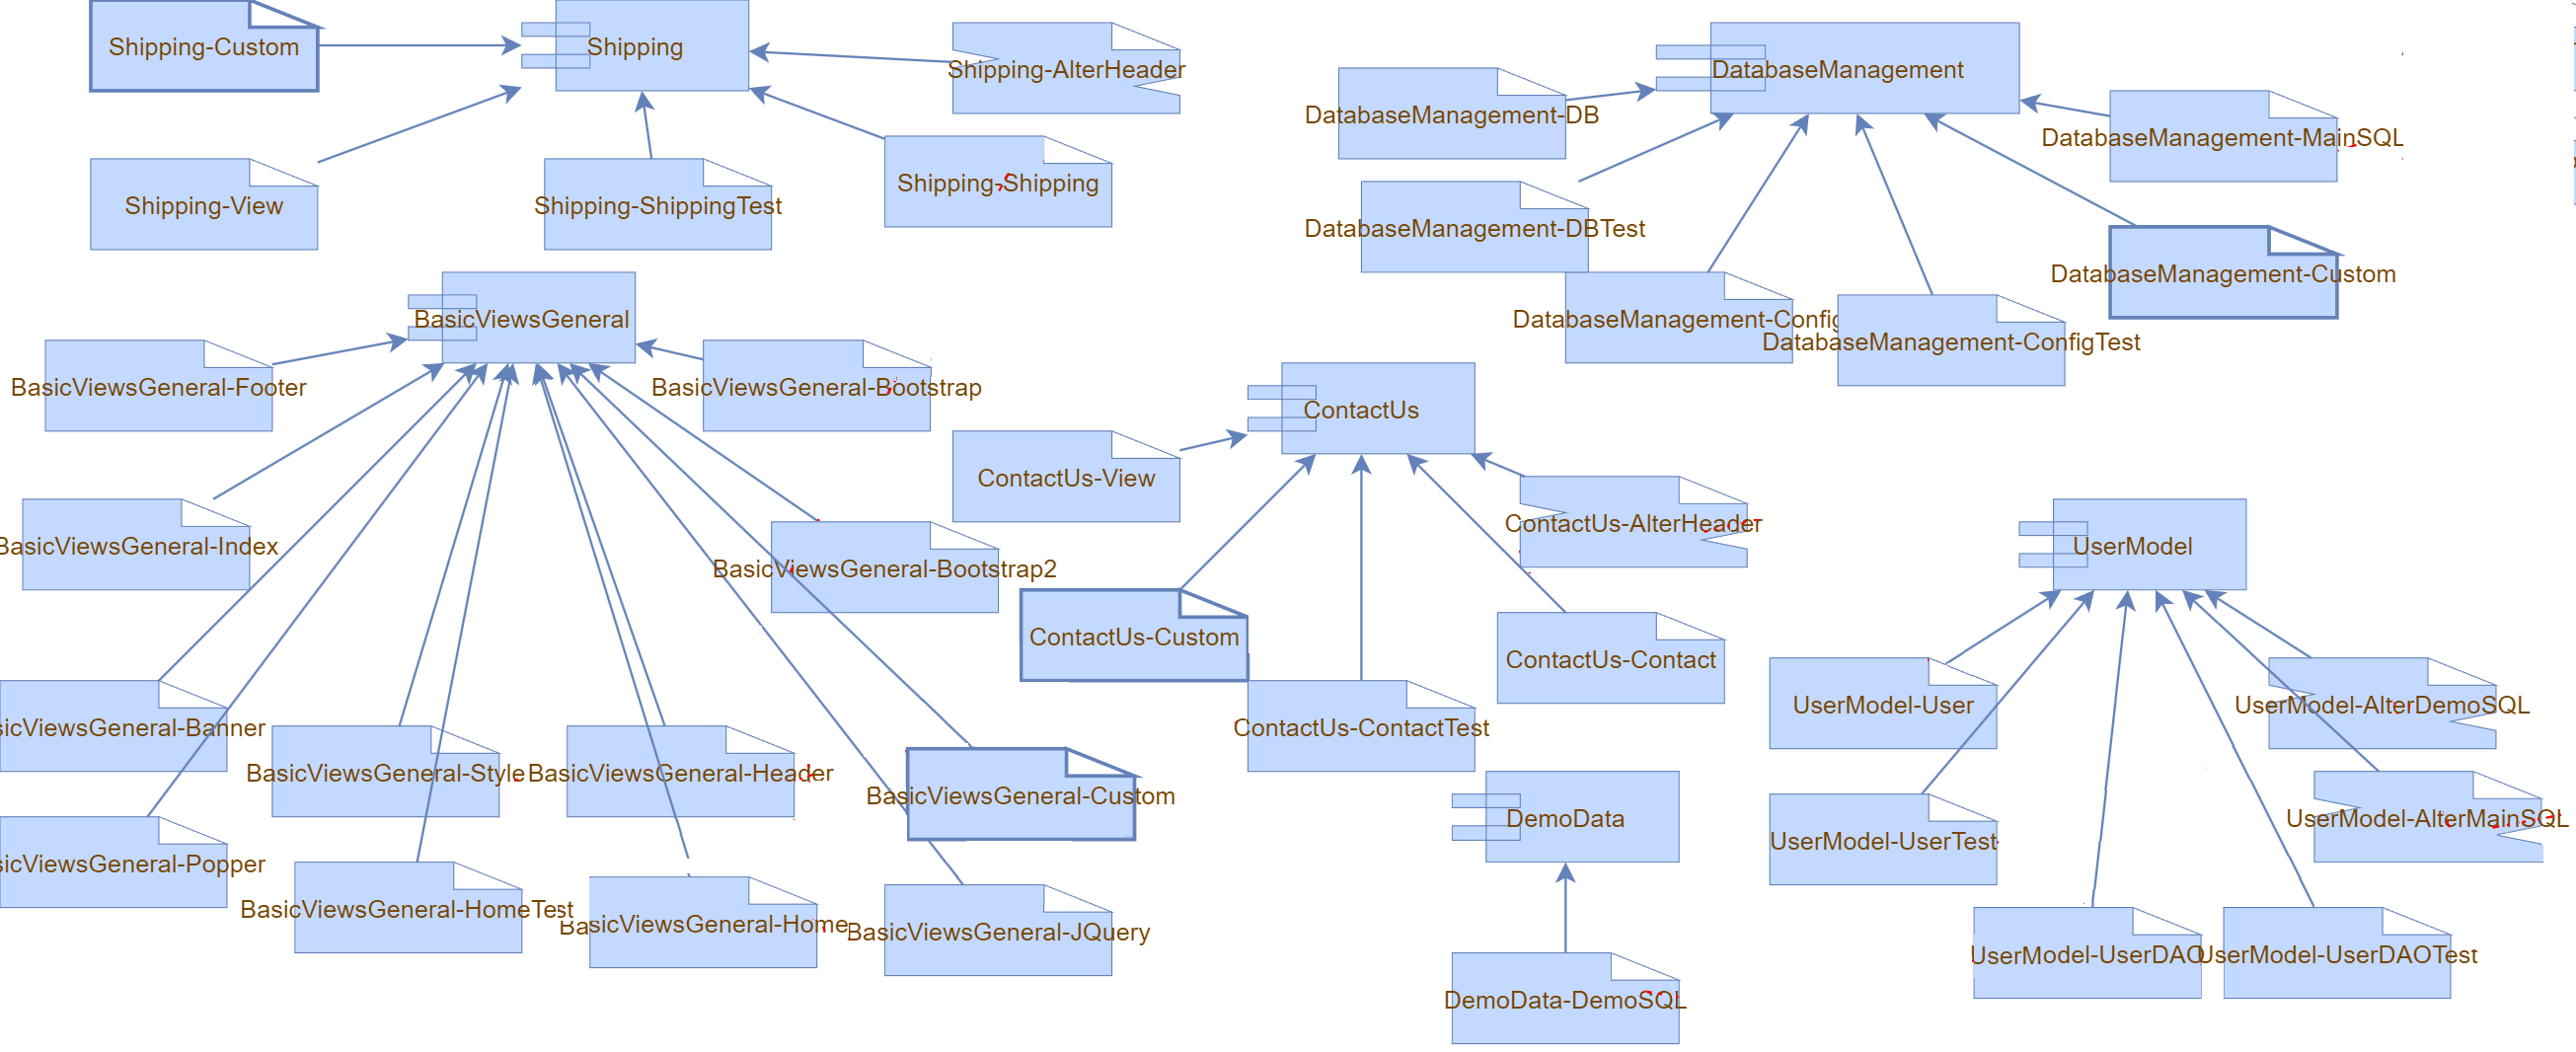 Shipping-Custom
Shipping
Shipping-AlterHeader
Shipping-View
Shipping-ShippingTest
Shipping-Shipping
DatabaseManagement
DatabaseManagement-DB
DatabaseManagement-MainSQL
DatabaseManagement-DBTest
DatabaseManagement-Custom
DatabaseManagement-Config
DatabaseManagement-ConfigTest
BasicViewsGeneral
BasicViewsGeneral-Footer
BasicViewsGeneral-Bootstrap
BasicViewsGeneral-Index
BasicViewsGeneral-Bootstrap2
sicViewsGeneral-Banner
BasicViewsGeneral-Style
BasicViewsGeneral-Header
BasicViewsGeneral-Custom
sicViewsGeneral-Popper
BasicViewsGeneral-HomeTest
BasicViewsGeneral-Home
BasicViewsGeneral-JQuery
ContactUs
ContactUs-View
ContactUs-AlterHeader
ContactUs-Custom
ContactUs-Contact
ContactUs-ContactTest
DemoData
DemoData-DemoSQL
UserModel
UserModel-User
UserModel-AlterDemoSQL
UserModel-UserTest
UserModel-AlterMainSQL
UserModel-UserDAO
UserModel-UserDAOTest